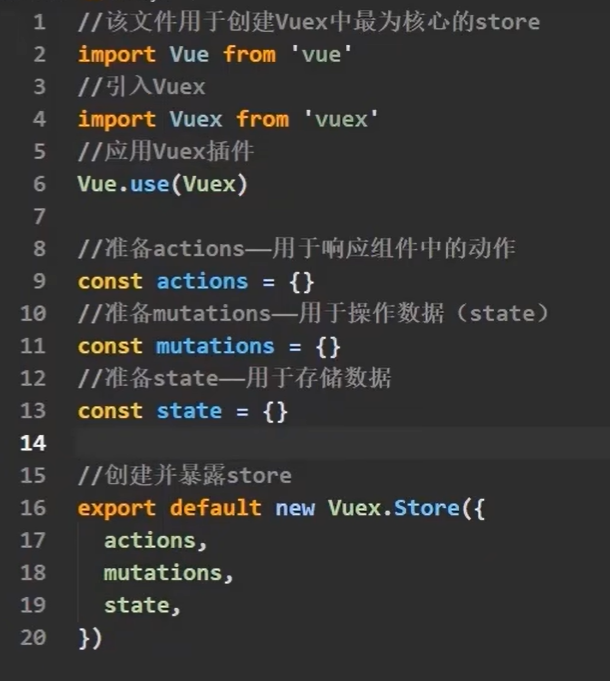 1 //该文件用于创建Vuex中最为核心的store
2 import Vue from 'vue'
3 //引入Vuex
4 import Vuex from 'vuex'
5 //应用Vuex插件
6 Vue.use(Vuex)
7
8 //准备actions——用于响应组件中的动作
9 const actions = {}
10 //准备mutations——用于操作数据（state）
11 const mutations = {}
12 //准备state——用于存储数据
13 const state = {}
14
15 //创建并暴露store
16 export default new Vuex.Store({
17   actions,
18   mutations,
19   state,
20 })